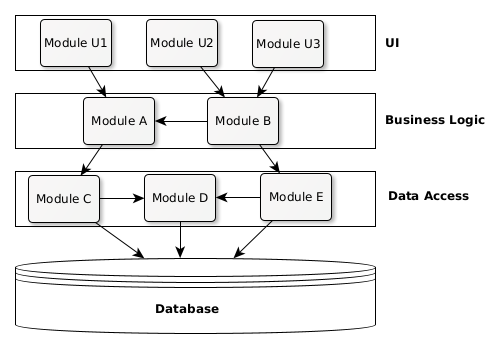 Module U1
Module U2
Module U3
UI
Module A
Module B
Business Logic
Module C
Module D
Module E
Data Access
Database